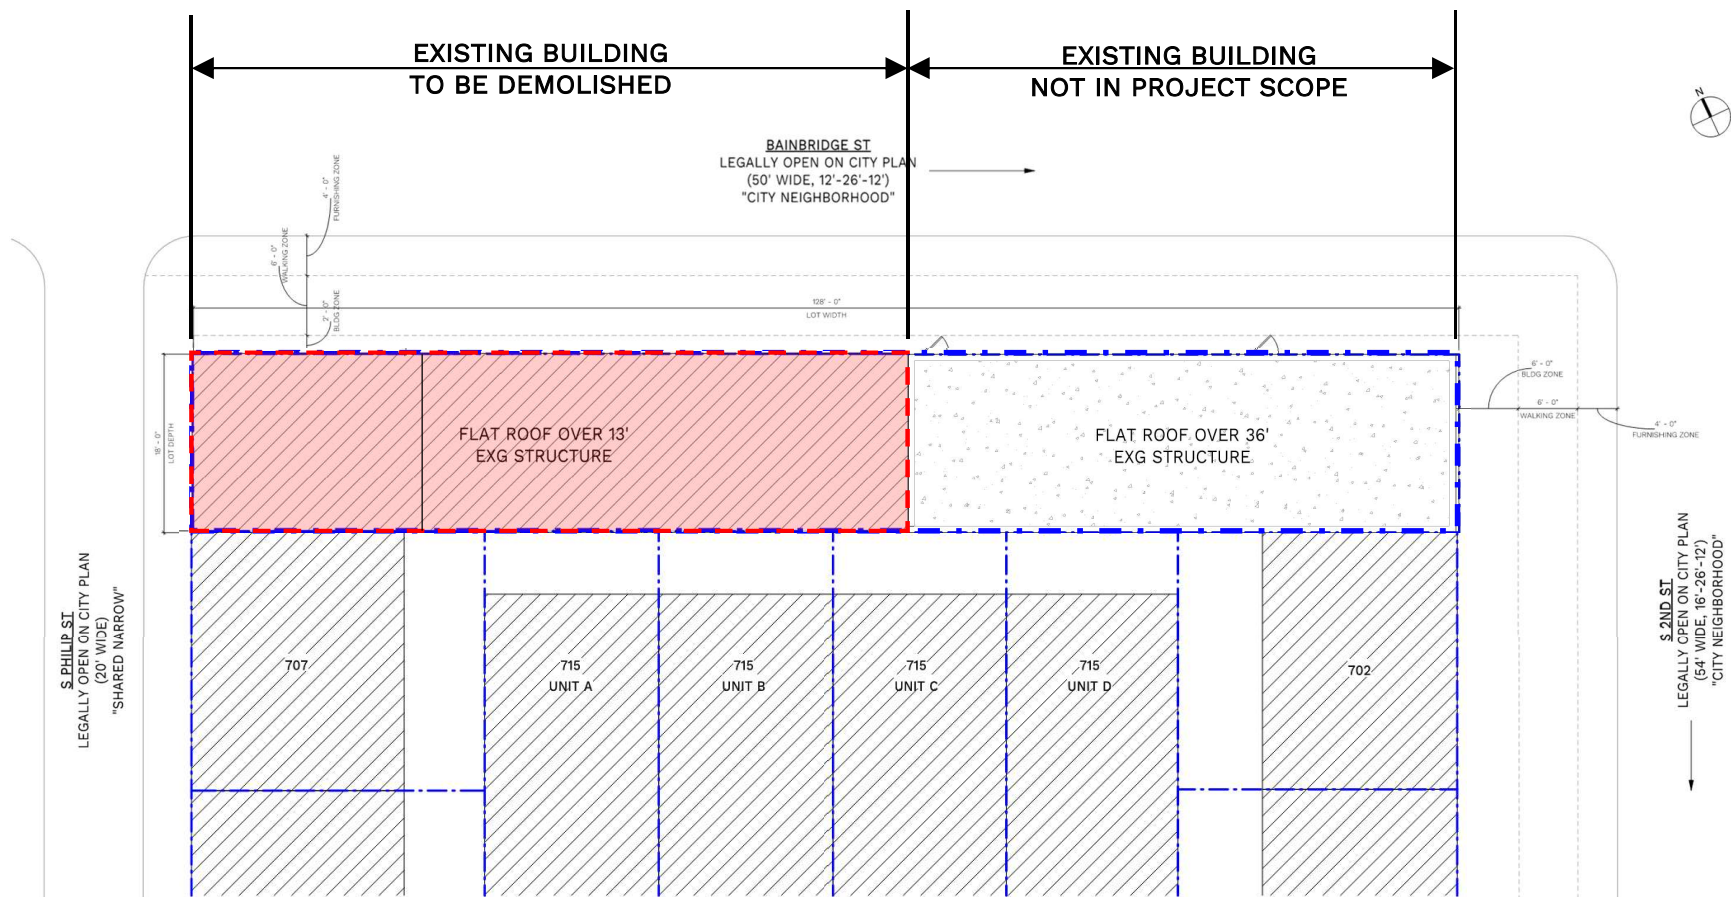 EXISTING BUILDING
TO BE DEMOLISHED
EXISTING BUILDING
NOT IN PROJECT SCOPE
N
BAINBRIDGE ST
LEGALLY OPEN ON CITY PLAN
(50' WIDE, 12'-26'-12')
"CITY NEIGHBORHOOD"
4' - 0"
FURNISHING ZONE
6' - 0"
WALKING ZONE
2' - 0"
BLDG ZONE
128' - 0"
LOT WIDTH
18' - 0"
LOT DEPTH
FLAT ROOF OVER 13'
EXG STRUCTURE
FLAT ROOF OVER 36'
EXG STRUCTURE
6' - 0"
BLDG ZONE
6' - 0"
WALKING ZONE
4' - 0"
FURNISHING ZONE
S PHILIP ST
LEGALLY OPEN ON CITY PLAN
(20' WIDE)
"SHARED NARROW"
707
715
UNIT A
715
UNIT B
715
UNIT C
715
UNIT D
702
S 2ND ST
LEGALLY OPEN ON CITY PLAN
(54' WIDE, 16'-26'-12')
"CITY NEIGHBORHOOD"